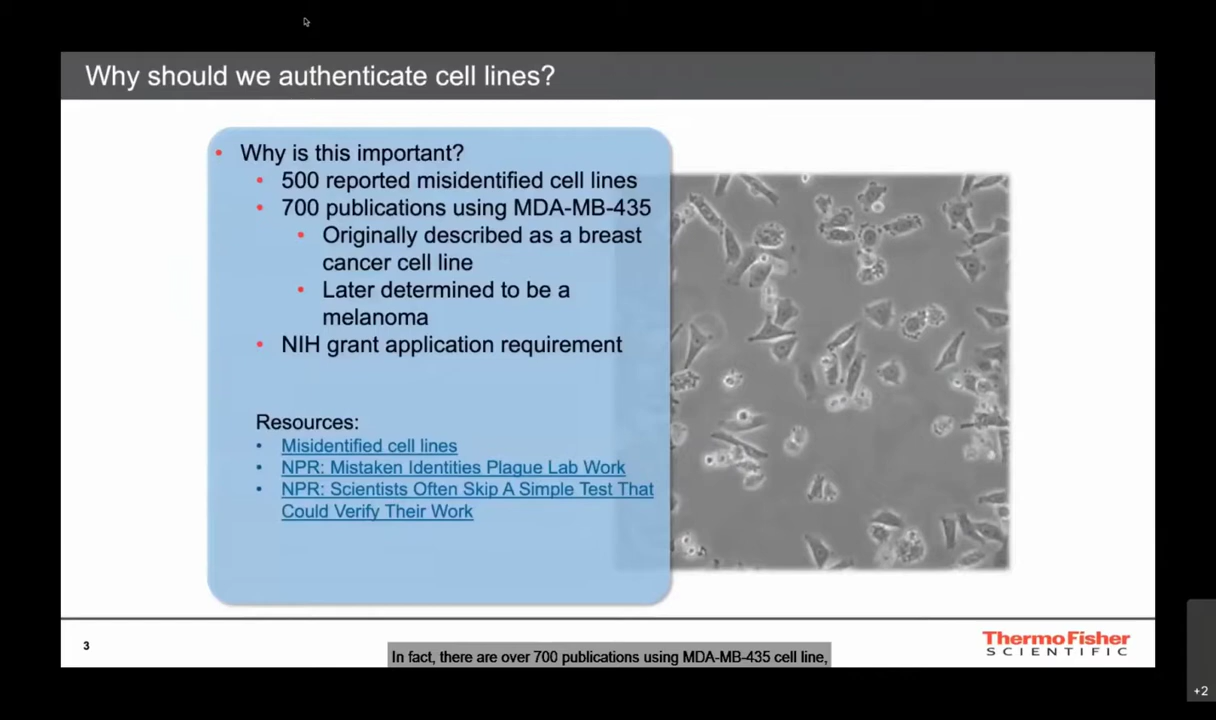 Why should we authenticate cell lines?
• Why is this important?
• 500 reported misidentified cell lines
• 700 publications using MDA-MB-435
• Originally described as a breast
cancer cell line
• Later determined to be a
melanoma
• NIH grant application requirement
Resources:
• Misidentified cell lines
• NPR: Mistaken Identities Plague Lab Work
• NPR: Scientists Often Skip A Simple Test That
Could Verify Their Work
3
ThermoFisher
SCIENTIFIC
In fact, there are over 700 publications using MDA-MB-435 cell line,
+2